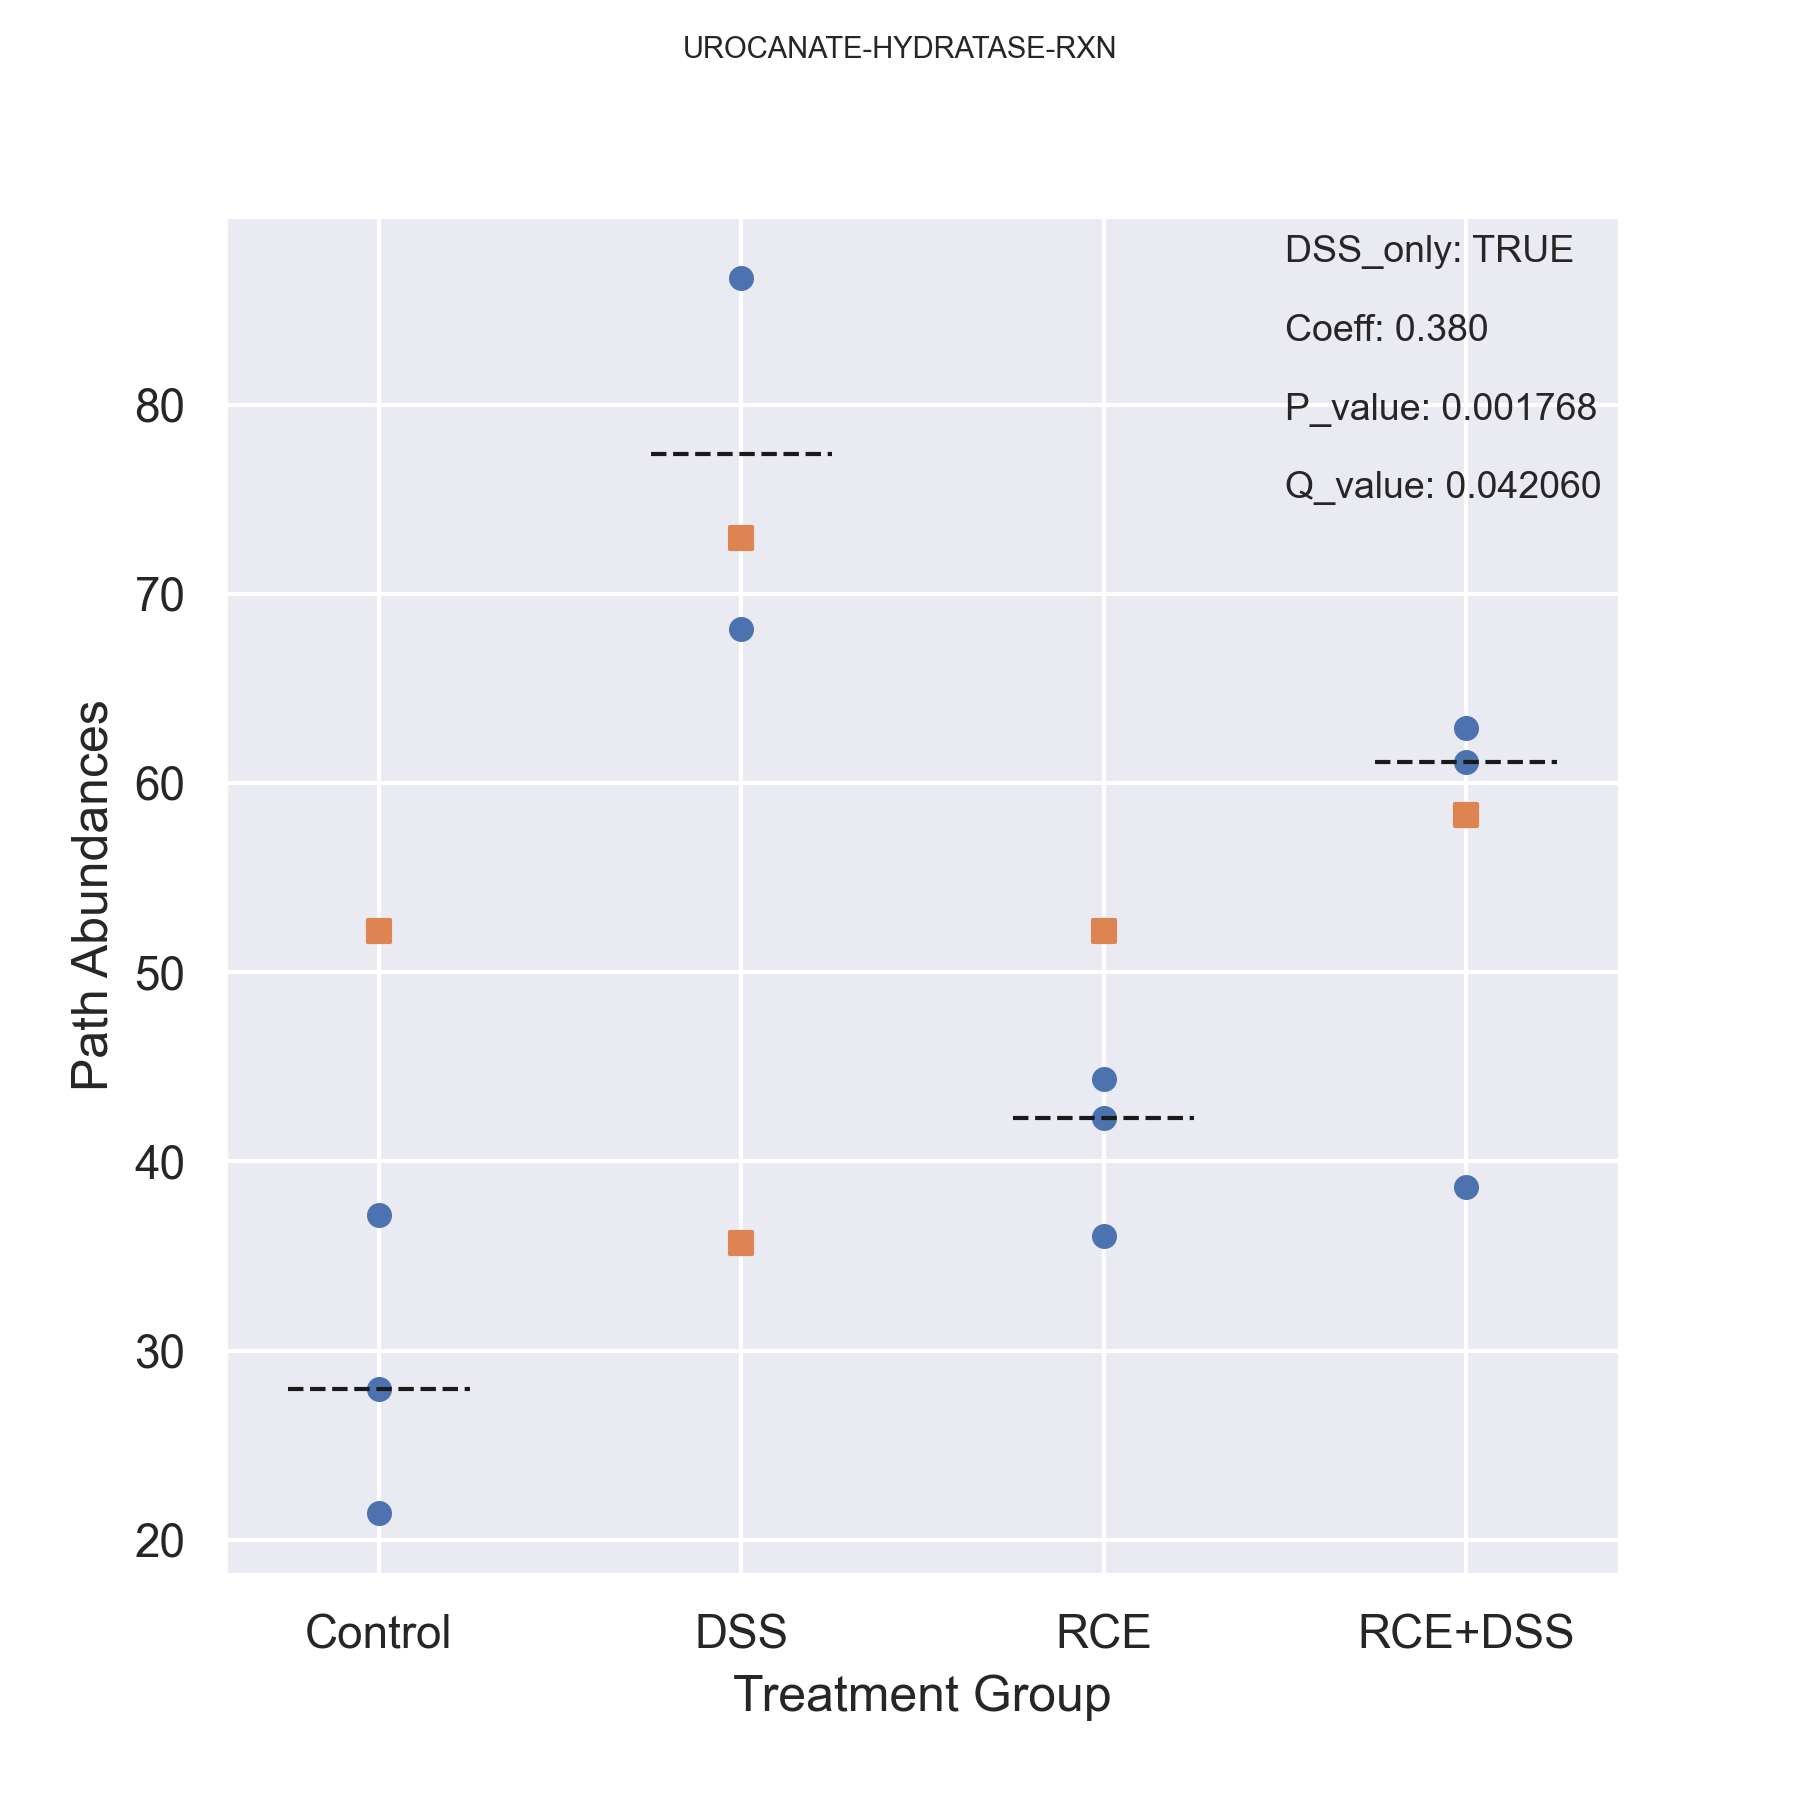 UROCANATE-HYDRATASE-RXN
DSS_only: TRUE
Coeff: 0.380
P_value: 0.001768
Q_value: 0.042060
Path Abundances
80
70
60
50
40
30
20
Control DSS RCE RCE+DSS
Treatment Group